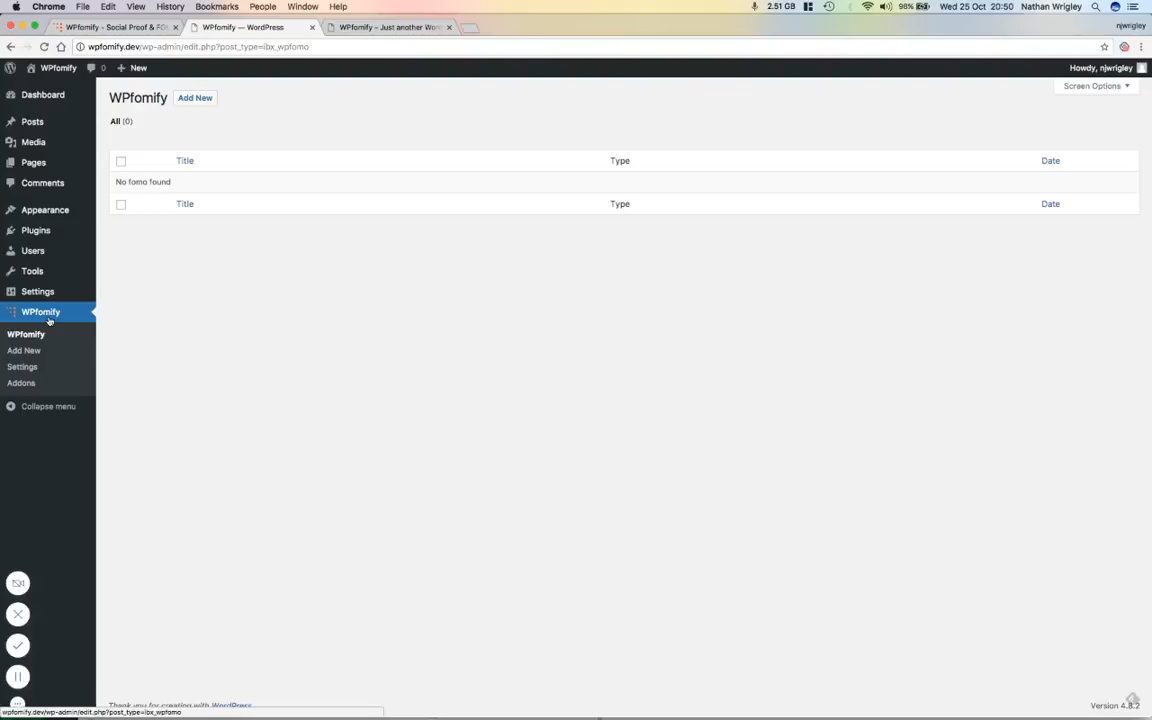 Chrome File Edit View History Bookmarks People Window Help 2.51 GB 98% Wed 25 Oct 20:50 Nathan Wrigley
WPfomify - Social Proof & FO
WPfomify — WordPress
WPfomify – Just another Wo
njwrigley
wpfomify.dev/wp-admin/edit.php?post_type=ibx_wpfomo
WPfomify 0 + New Howdy, njwrigley
Dashboard
Posts
Media
Pages
Comments
Appearance
Plugins
Users
Tools
Settings
WPfomify
WPfomify
Add New
Settings
Addons
Collapse menu
WPfomify Add New
Screen Options
All (0)
Title Type Date
No fomo found
Title Type Date
Thank you for creating with WordPress.
Version 4.8.2
wpfomify.dev/wp-admin/edit.php?post_type=ibx_wpfomo